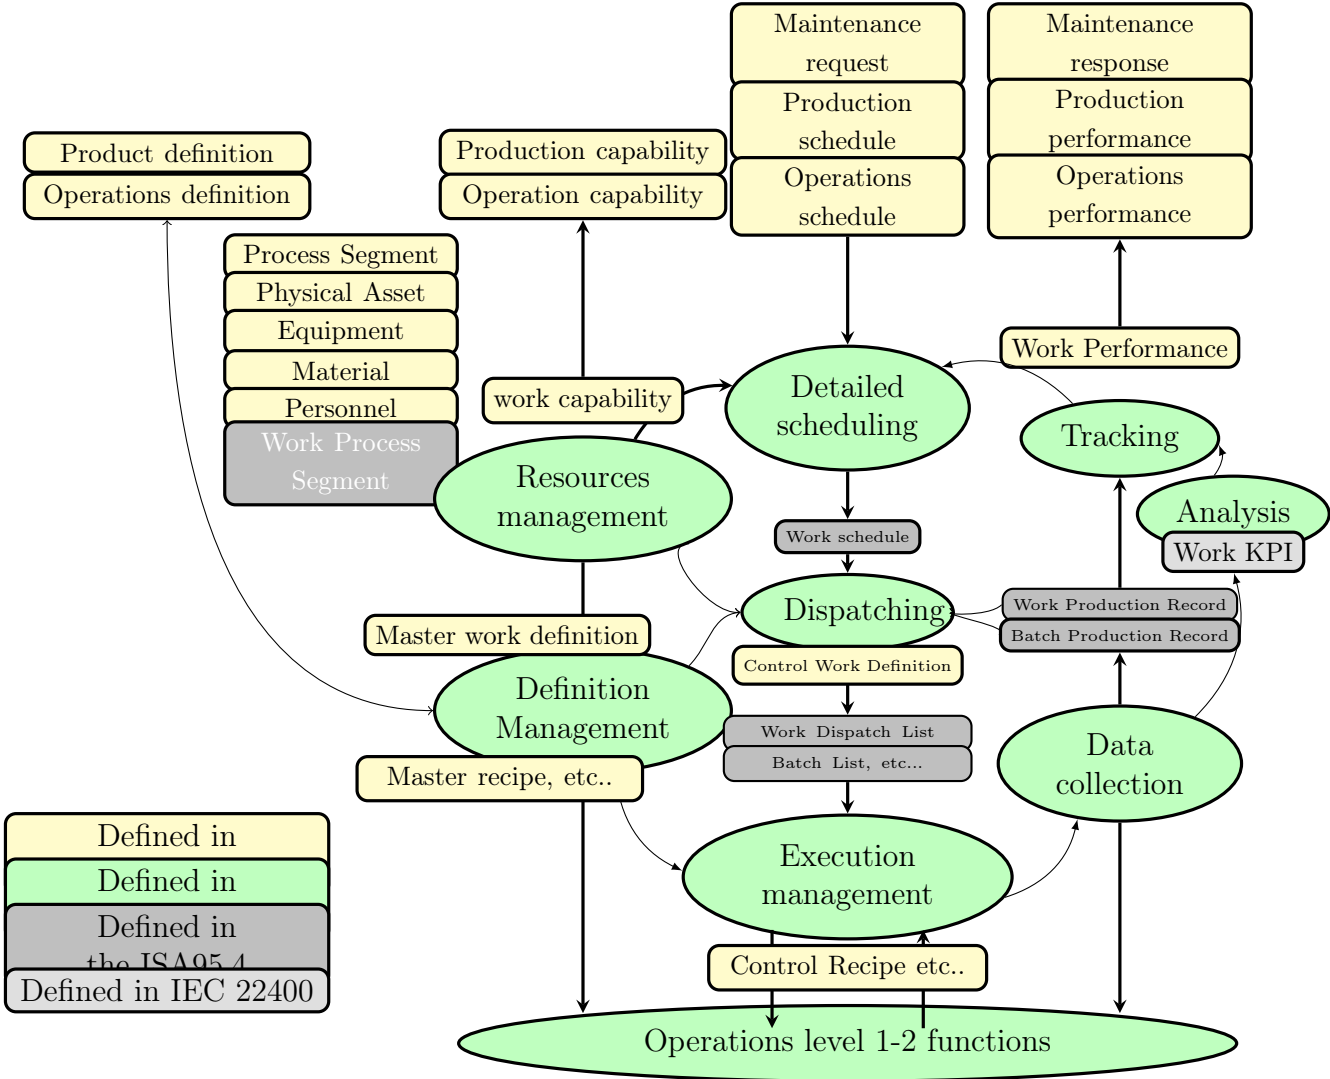 Maintenance
request
Production
schedule
Operations
schedule
Maintenance
response
Production
performance
Operations
performance
Product definition
Operations definition
Production capability
Operation capability
Process Segment
Physical Asset
Equipment
Material
Personnel
Work Process
Segment
work capability
Work Performance
Detailed
scheduling
Tracking
Resources
management
Analysis
Work KPI
Work schedule
Dispatching
Work Production Record
Batch Production Record
Master work definition
Control Work Definition
Definition
Management
Work Dispatch List
Batch List, etc...
Master recipe, etc..
Data
collection
Execution
management
Defined in
Defined in
Defined in
the ISA95.4
Defined in IEC 22400
Control Recipe etc..
Operations level 1-2 functions